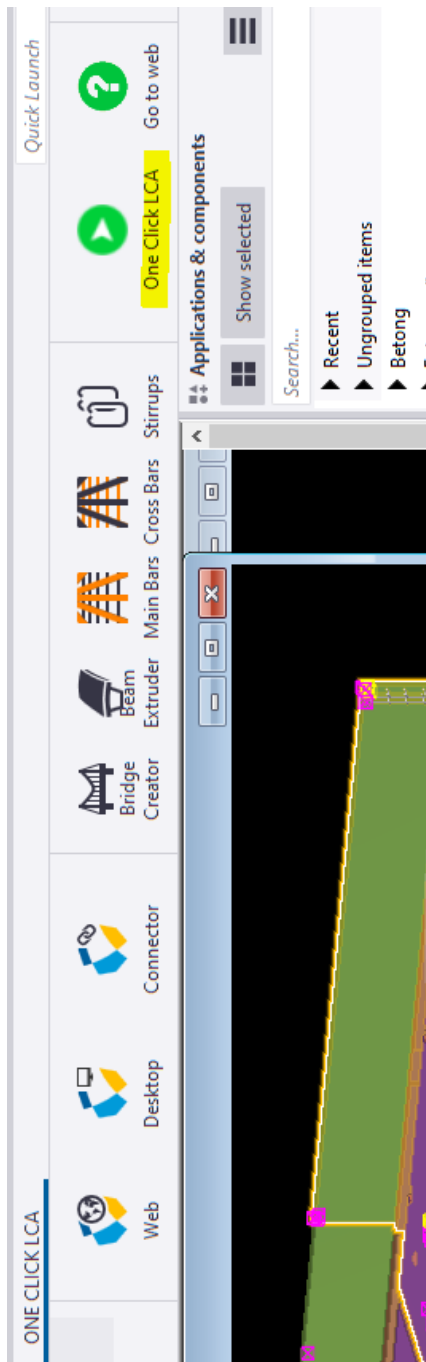 ONE CLICK LCA
Quick Launch
Web
Desktop
Connector
Bridge
Creator
Beam
Extruder
Main Bars
Cross Bars
Stirrups
One Click LCA
Go to web
Applications & components
Show selected
Search...
Recent
Ungrouped items
Betong